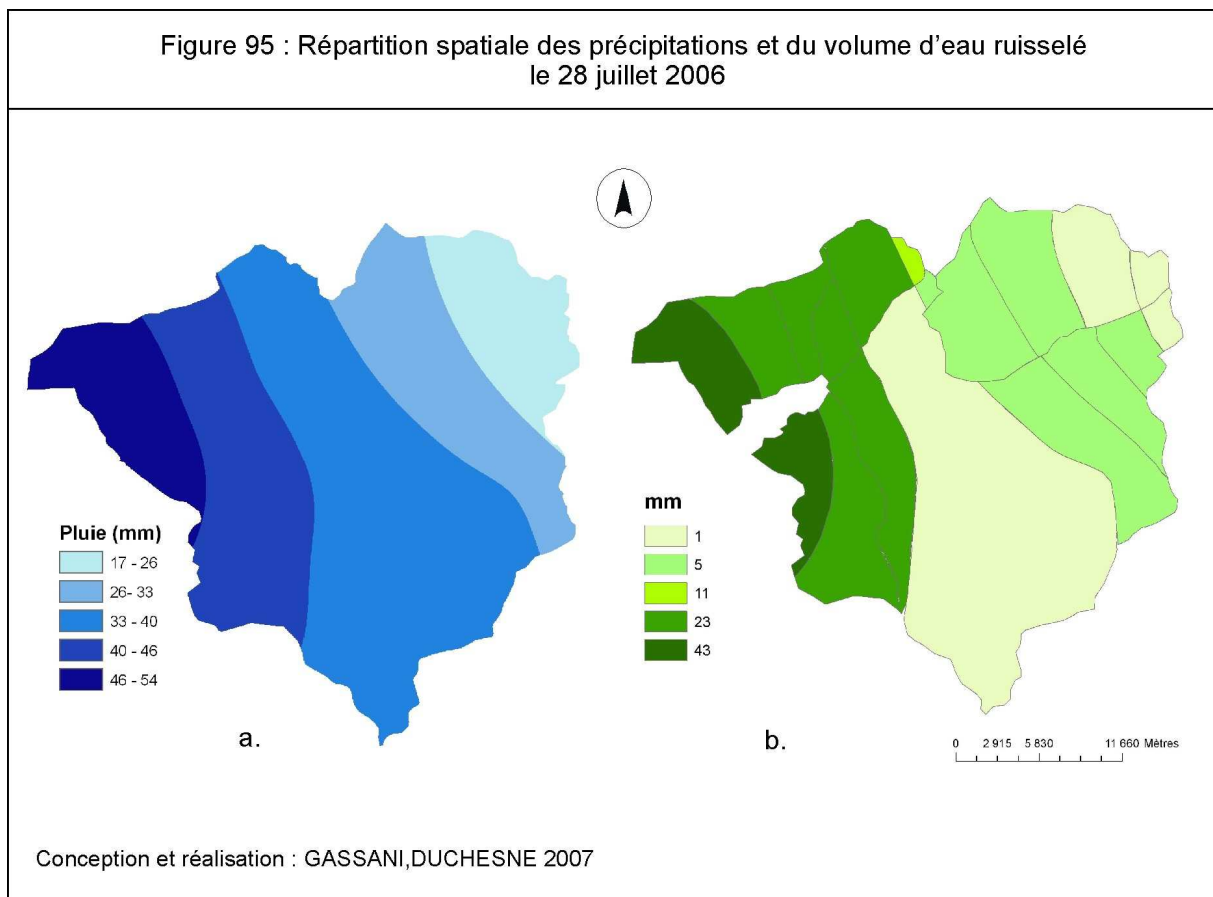 Figure 95 : Répartition spatiale des précipitations et du volume d'eau ruisselé
le 28 juillet 2006
Pluie (mm)
17 - 26
26- 33
33 - 40
40 - 46
46 - 54
a.
mm
1
5
11
23
43
b.
0 2 915 5 830 11 660 Mètres
Conception et réalisation : GASSANI,DUCHESNE 2007